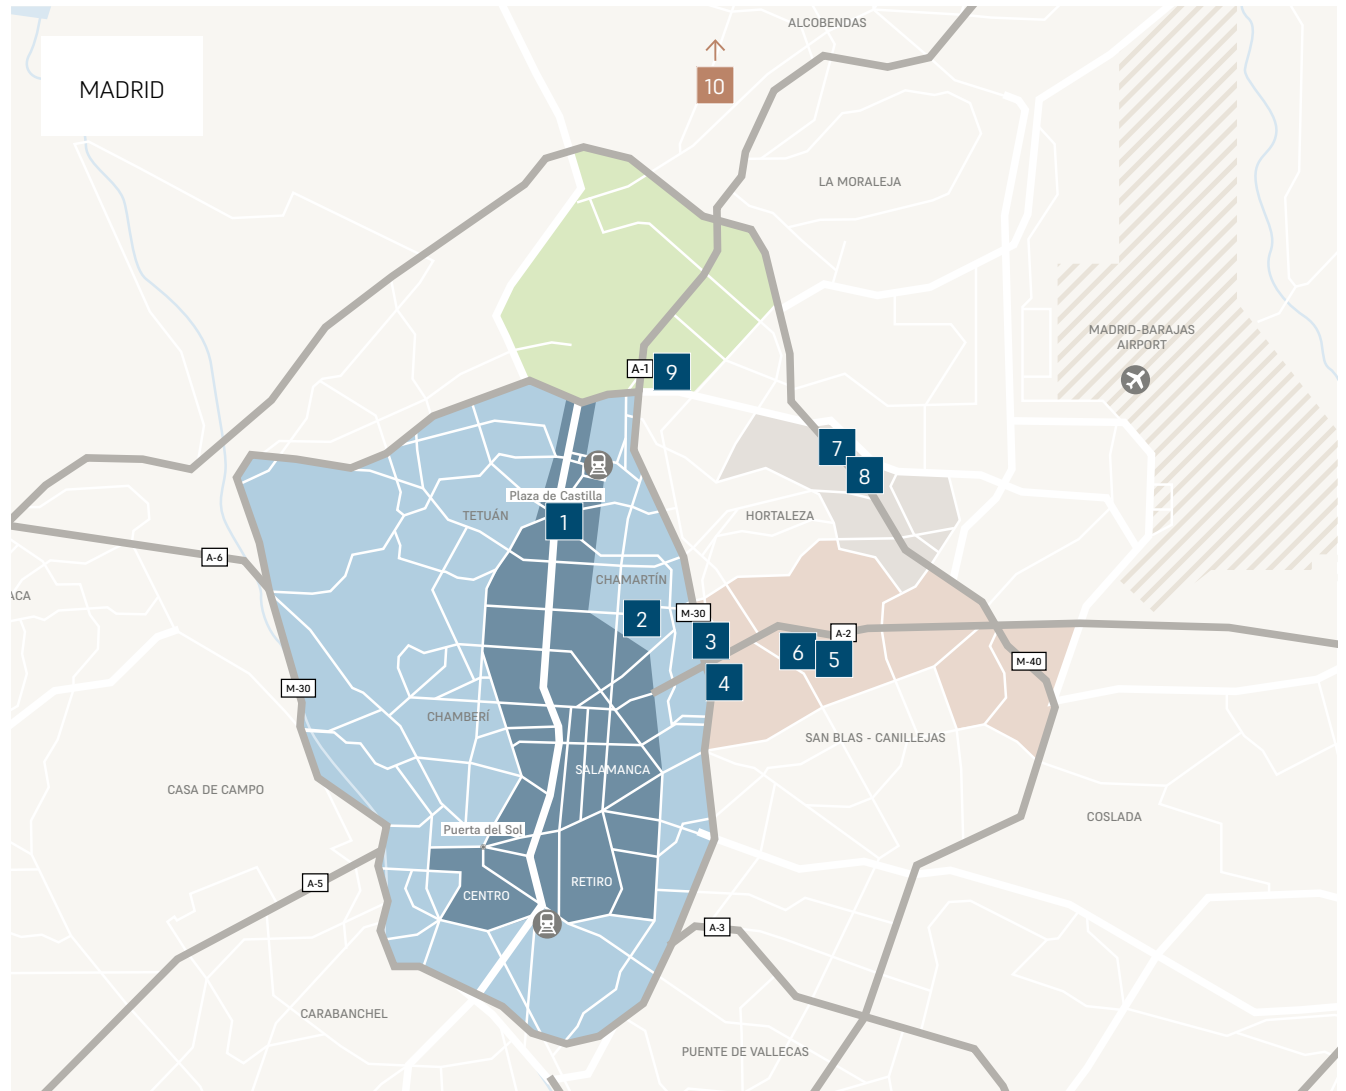 ALCOBENDAS
MADRID
10
LA MORALEJA
MADRID-BARAJAS
AIRPORT
A-1
9
7
8
Plaza de Castilla
TETUÁN
1
HORTALEZA
A-6
CHAMARTÍN
ACA
2
M-30
3
A-2
6
5
M-40
4
M-30
CHAMBERÍ
SAN BLAS - CANILLEJAS
SALAMANCA
CASA DE CAMPO
COSLADA
Puerta del Sol
A-5
RETIRO
CENTRO
A-3
CARABANCHEL
PUENTE DE VALLECAS